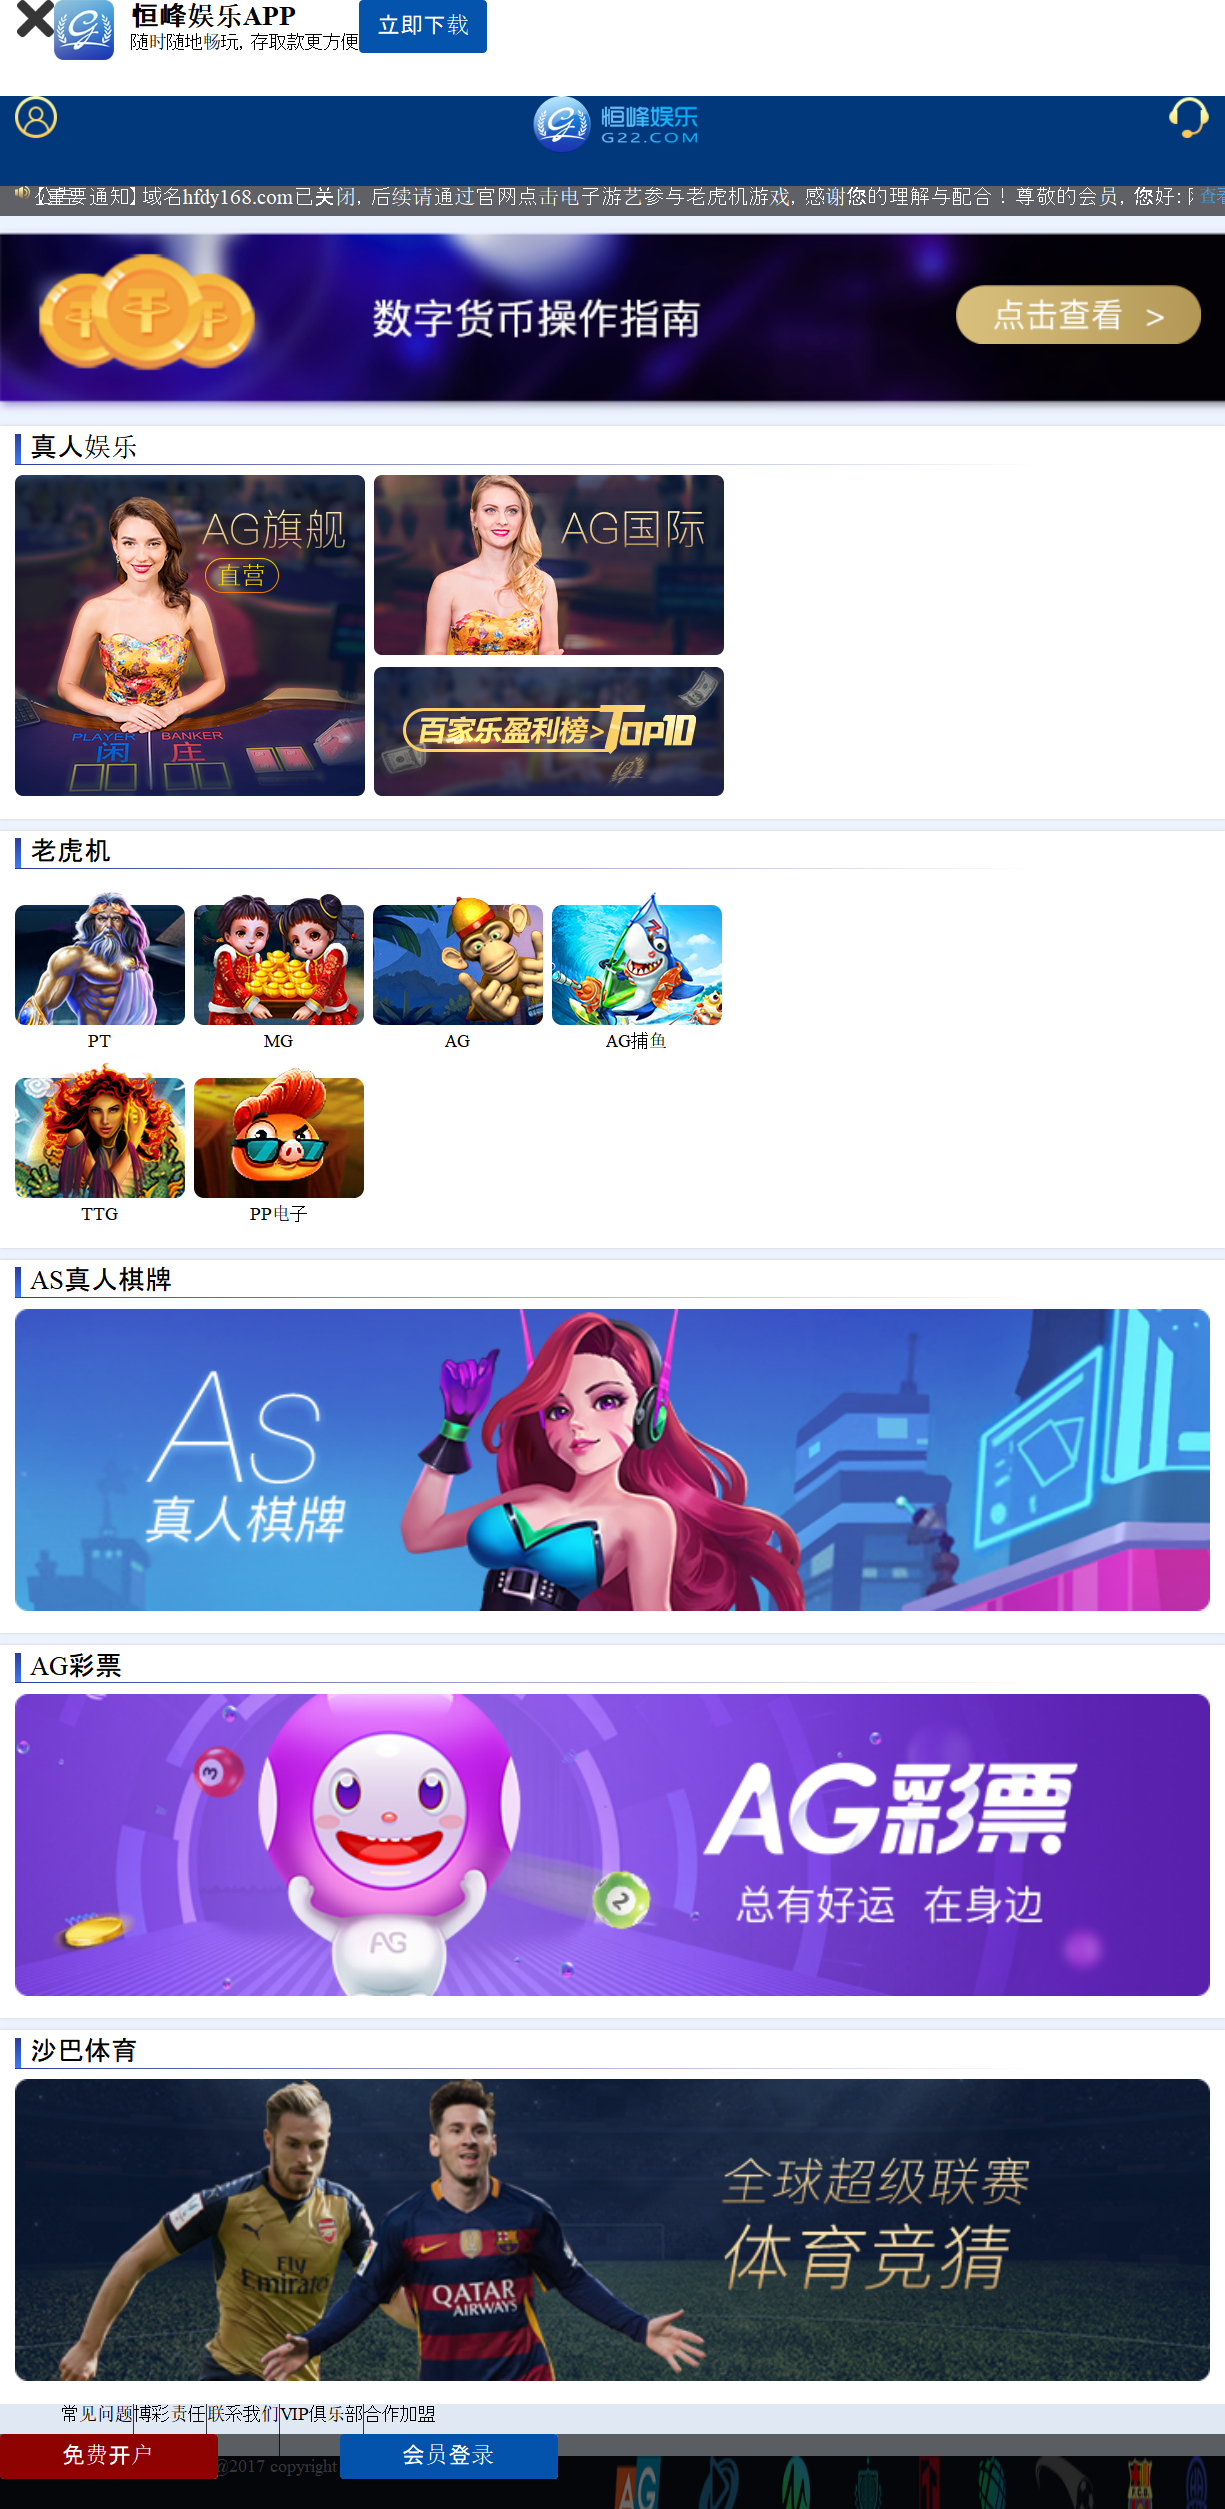 恒峰娱乐APP
随时随地畅玩, 存取款更方便
立即下载
恒峰娱乐
G22.COM
【重要通知】域名hfdy168.com已关闭, 后续请通过官网点击电子游艺参与老虎机游戏, 感谢您的理解与配合！尊敬的会员, 您好:
数字货币操作指南
点击查看 >
真人娱乐
AG旗舰
直营
PLAYER
闲
BANKER
庄
AG国际
百家乐盈利榜>Top10
老虎机
PT
MG
AG
AG捕鱼
TTG
PP电子
AS真人棋牌
As
真人棋牌
AG彩票
3
2
AG
AG彩票
总有好运 在身边
沙巴体育
Fly
Emirates
QATAR
AIRWAYS
全球超级联赛
体育竞猜
常见问题
博彩责任
联系我们
VIP俱乐部
合作加盟
免费开户
@2017 copyright
会员登录
AG